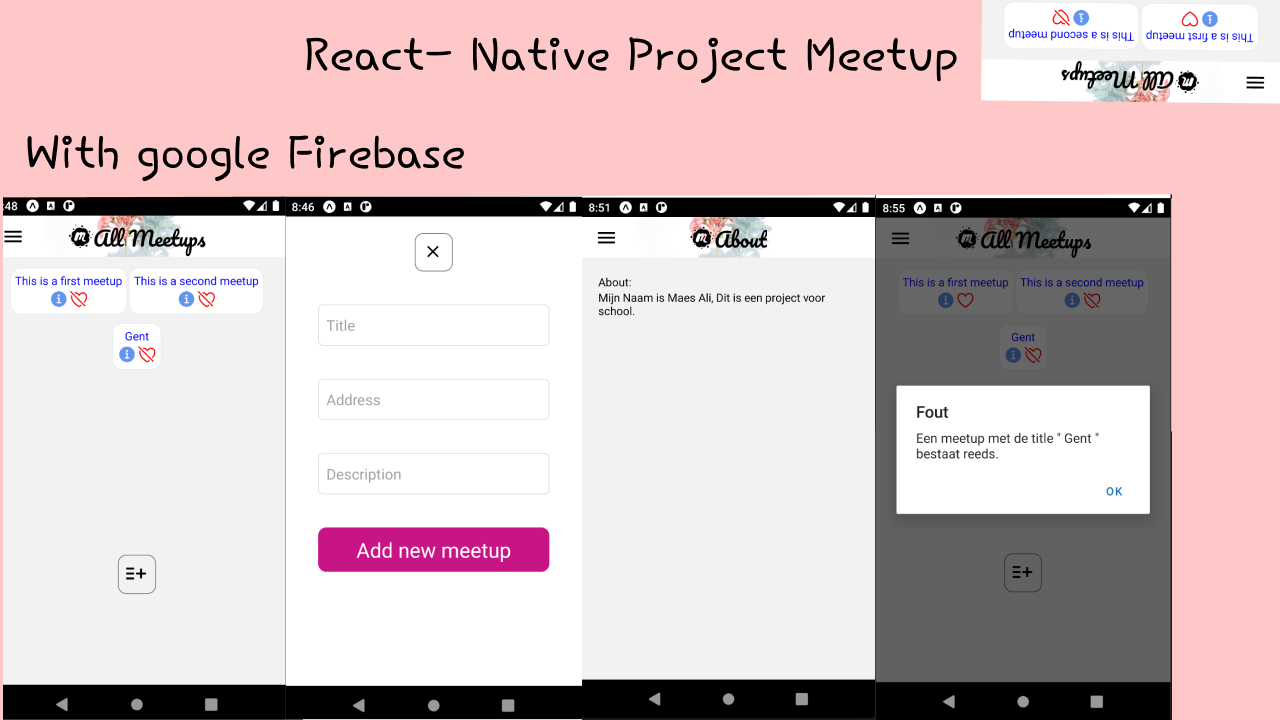 React- Native Project Meetup
With google Firebase
This is a second meetup
This is a first meetup
All Meetups
:48
All Meetups
This is a first meetup
This is a second meetup
Gent
8:46
Title
Address
Description
Add new meetup
8:51
About
About:
Mijn Naam is Maes Ali, Dit is een project voor
school.
8:55
All Meetups
This is a first meetup
This is a second meetup
Gent
Fout
Een meetup met de title " Gent "
bestaat reeds.
OK